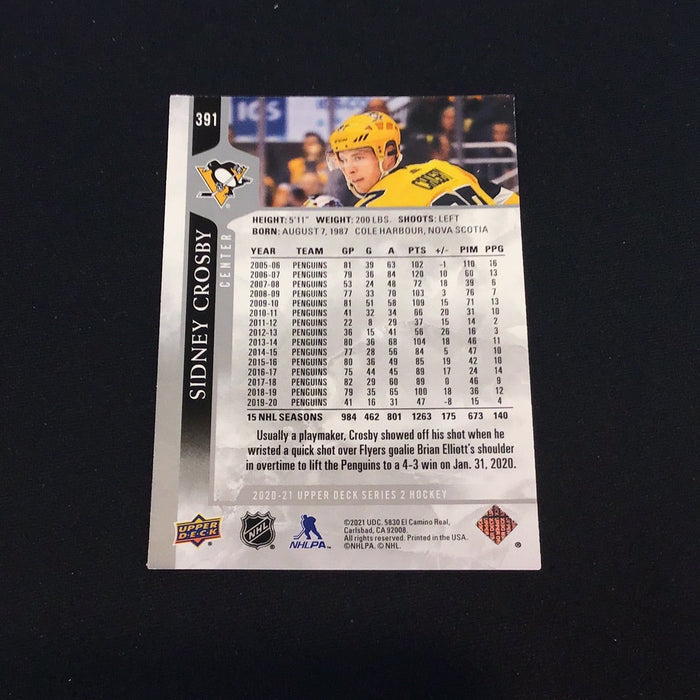 391
SIDNEY CROSBY
CENTER
CROSBY
HEIGHT: 5'11" WEIGHT: 200 LBS. SHOOTS: LEFT
BORN: AUGUST 7, 1987 COLE HARBOUR, NOVA SCOTIA
YEAR TEAM GP G A PTS +/- PIM PPG
2005-06 PENGUINS 81 39 63 102 -1 110 16
2006-07 PENGUINS 79 36 84 120 10 60 13
2007-08 PENGUINS 53 24 48 72 18 39 6
2008-09 PENGUINS 77 33 70 103 3 76 7
2009-10 PENGUINS 81 51 58 109 15 71 13
2010-11 PENGUINS 41 32 34 66 20 31 10
2011-12 PENGUINS 22 8 29 37 15 14 2
2012-13 PENGUINS 36 15 41 56 26 16 3
2013-14 PENGUINS 80 36 68 104 18 46 11
2014-15 PENGUINS 77 28 56 84 5 47 10
2015-16 PENGUINS 80 36 49 85 19 42 10
2016-17 PENGUINS 75 44 45 89 17 24 14
2017-18 PENGUINS 82 29 60 89 0 46 9
2018-19 PENGUINS 79 35 65 100 18 36 12
2019-20 PENGUINS 41 16 31 47 -8 15 4
15 NHL SEASONS 984 462 801 1263 175 673 140
Usually a playmaker, Crosby showed off his shot when he
wristed a quick shot over Flyers goalie Brian Elliott's shoulder
in overtime to lift the Penguins to a 4-3 win on Jan. 31, 2020.
2020-21 UPPER DECK SERIES 2 HOCKEY
UPPER DECK
NHL
NHLPA
©2021 UDC. 5830 El Camino Real,
Carlsbad, CA 92008.
All rights reserved. Printed in the USA.
©NHLPA. © NHL.